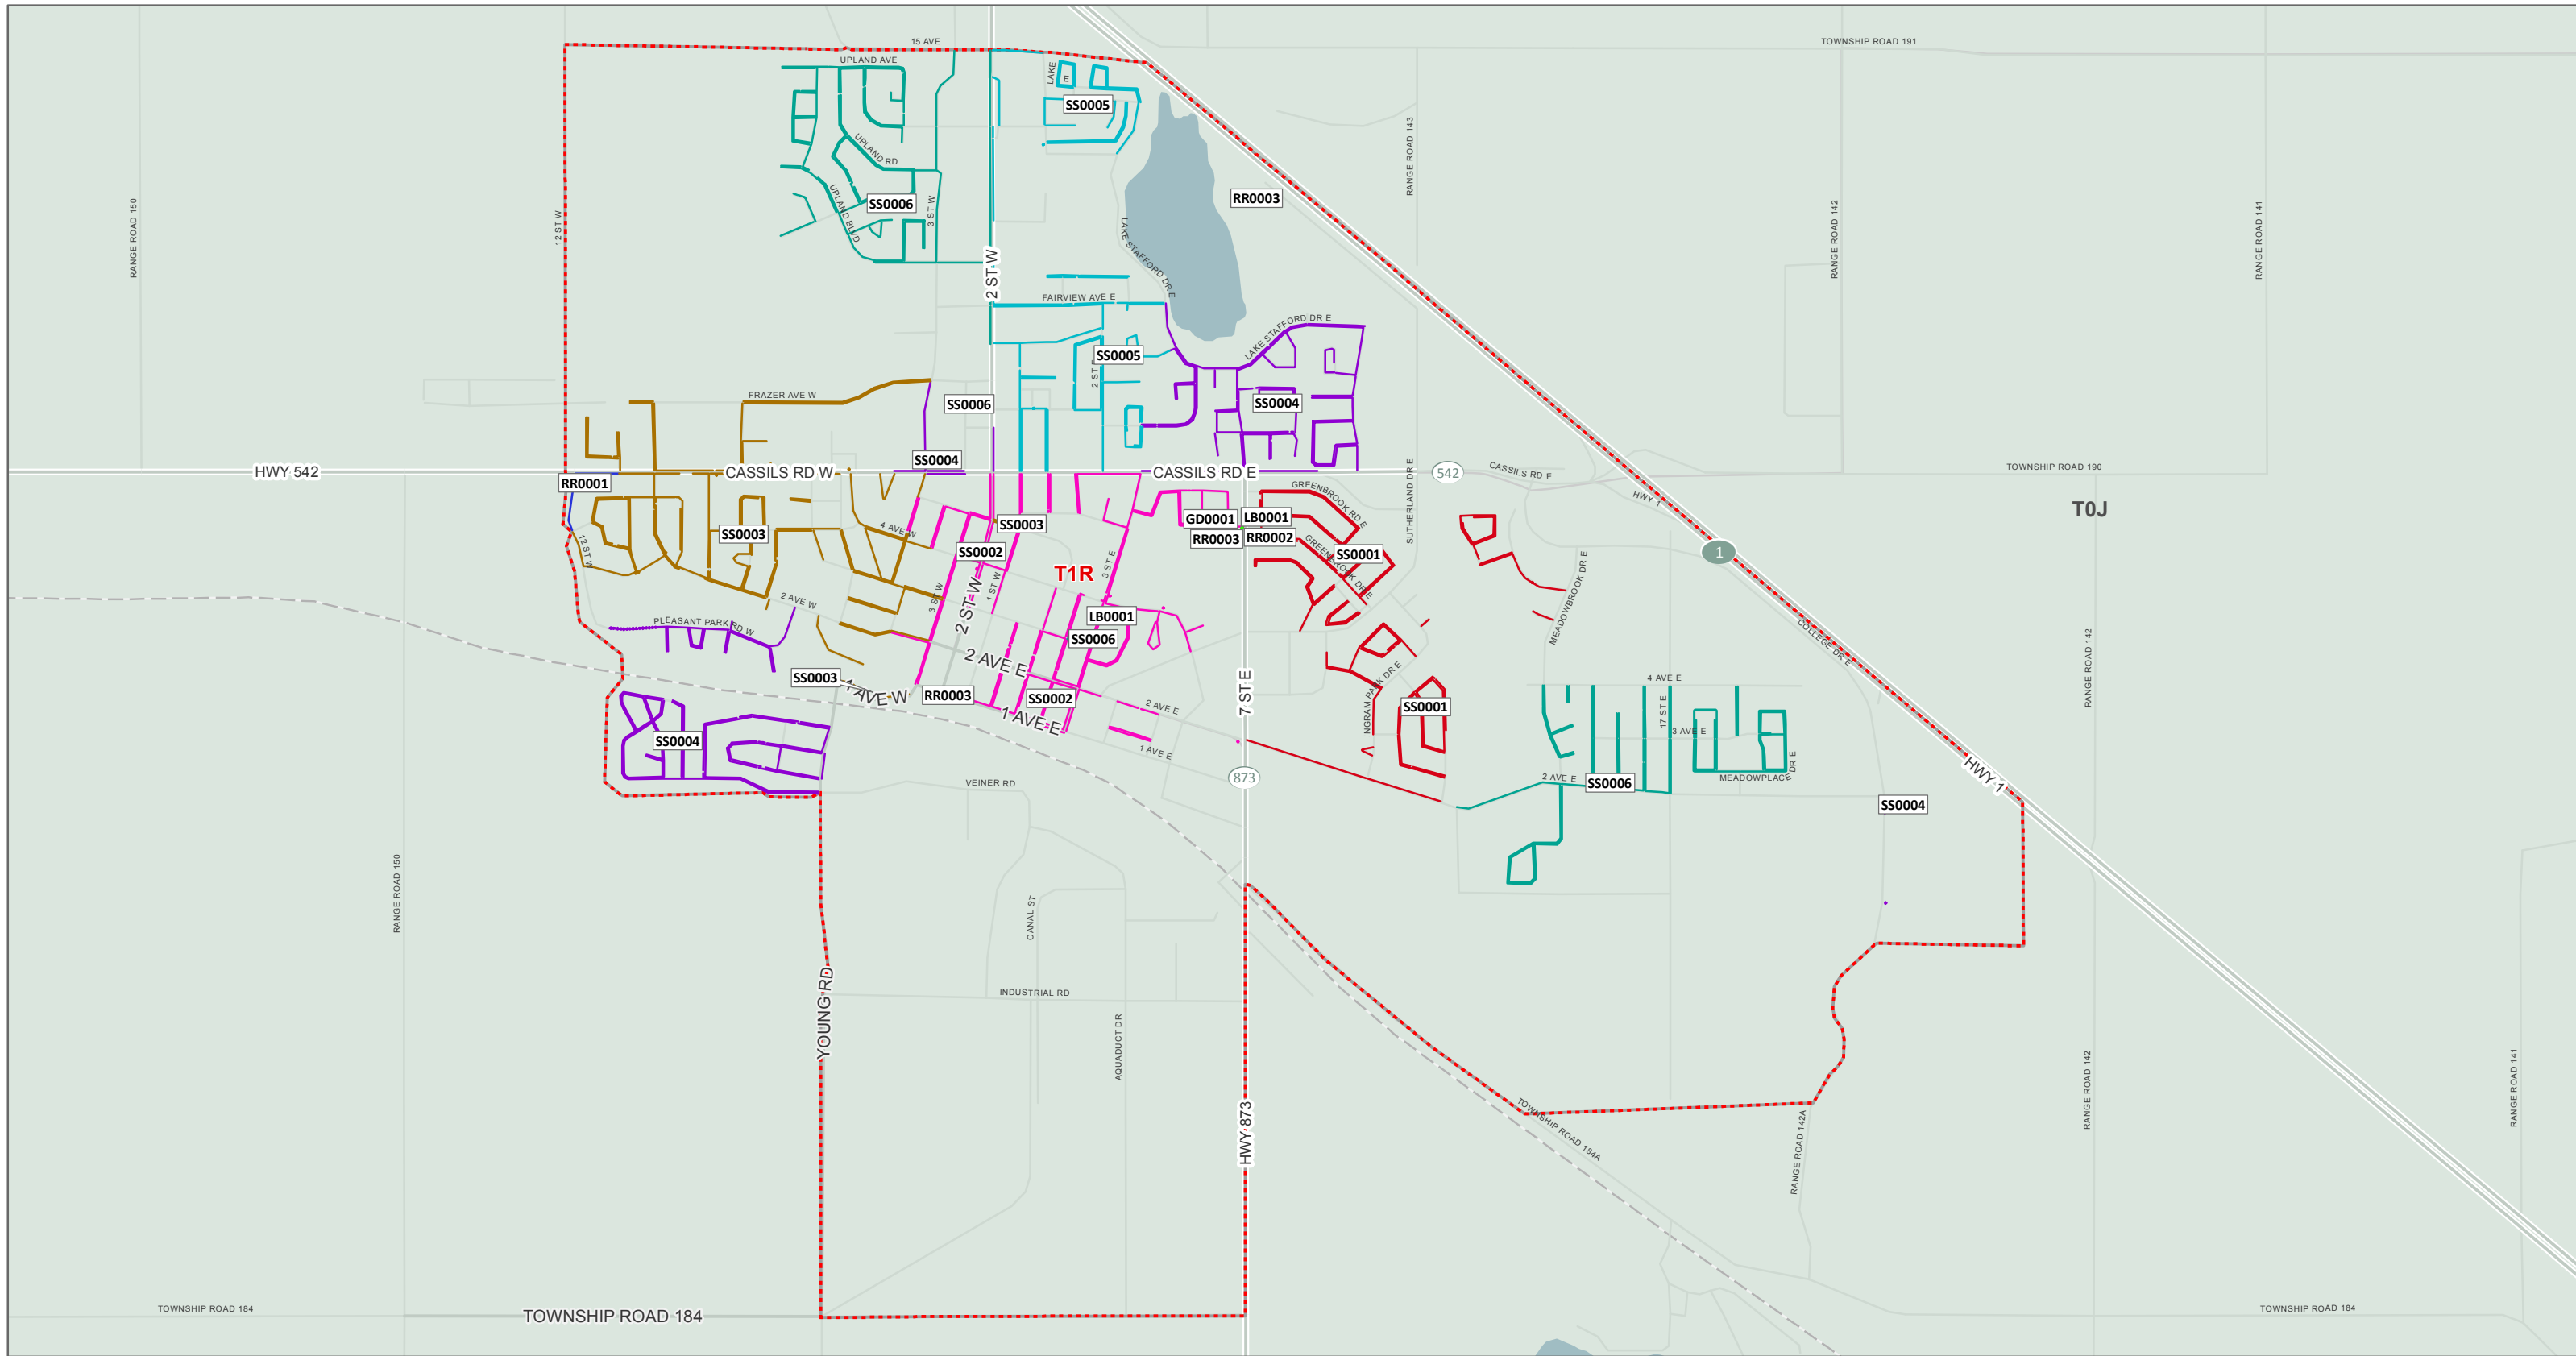 15 AVE
TOWNSHIP ROAD 191
UPLAND AVE
LAKE
E
SS0005
RANGE ROAD 143
UPLAND RD
RR0003
SS0006
UPLAND BLVD
3 ST W
12 ST W
RANGE ROAD 150
RANGE ROAD 142
RANGE ROAD 141
LAKE STAFFORD DR E
2 ST W
FAIRVIEW AVE E
LAKE STAFFORD DR E
SS0005
2 ST
FRAZER AVE W
SS0006
SS0004
SS0004
HWY 542
CASSILS RD W
CASSILS RD E
542
CASSILS RD E
TOWNSHIP ROAD 190
RR0001
GREENBROOK RD E
SUTHERLAND DR E
HWY 1
T0J
GD0001
LB0001
SS0003
4 AVE W
SS0003
RR0003
RR0002
GREENBROOK DR E
SS0001
SS0002
1
12 ST W
T1R
3 ST E
3 ST W
2 ST W
1 ST W
MEADOWBROOK DR E
2 AVE W
LB0001
PLEASANT PARK RD W
SS0006
COLLEGE DR E
RANGE ROAD 142
2 AVE E
SS0003
4 AVE E
1 AVE W
RR0003
SS0002
7 ST E
INGRAM PARK DR E
SS0001
17 ST E
2 AVE E
1 AVE E
3 AVE E
SS0004
1 AVE E
873
VEINER RD
2 AVE E
SS0006
MEADOWPLACE DR E
HWY 1
SS0004
RANGE ROAD 150
CANAL ST
YOUNG RD
INDUSTRIAL RD
AQUADUCT DR
HWY 873
TOWNSHIP ROAD 184A
RANGE ROAD 142A
RANGE ROAD 142
RANGE ROAD 141
TOWNSHIP ROAD 184
TOWNSHIP ROAD 184
TOWNSHIP ROAD 184